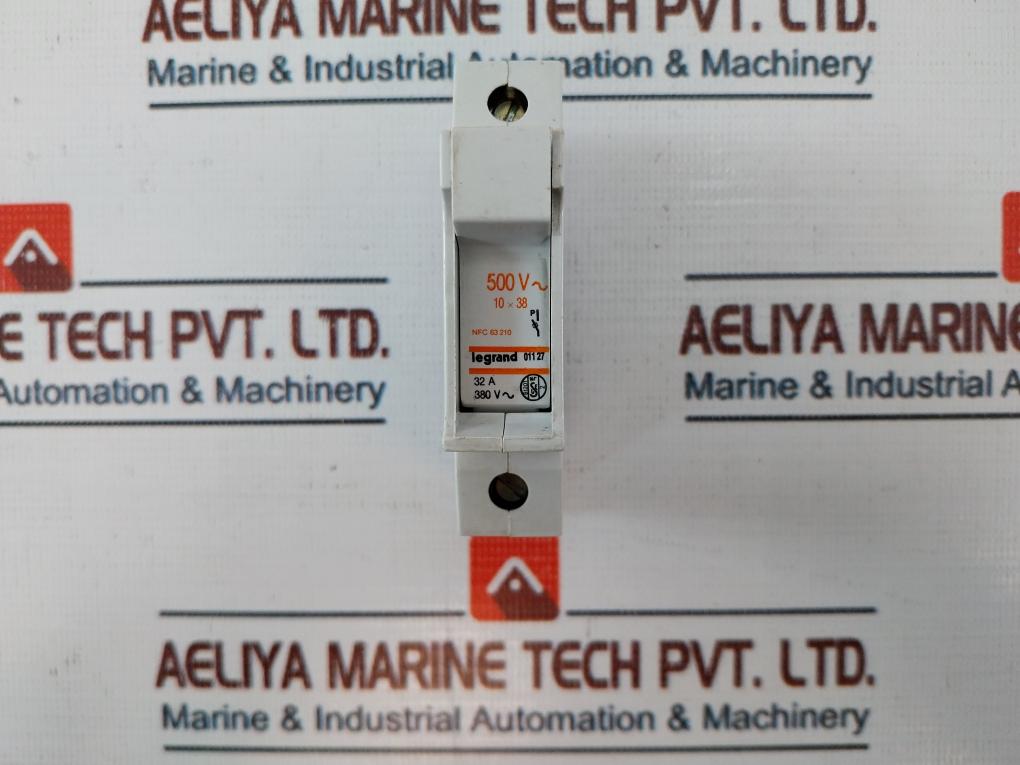 AELIYA MARINE TECH PVT. LTD.
Marine & Industrial Automation & Machinery
500 V~
10 × 38
P
NFC 63 210
legrand 011 27
32 A
380 V~
E TECH PVT. LTD.
Automation & Machinery
AELIYA MARINE
Marine & Industrial A
AELIYA MARINE TECH PVT. LTD.
Marine & Industrial Automation & Machinery